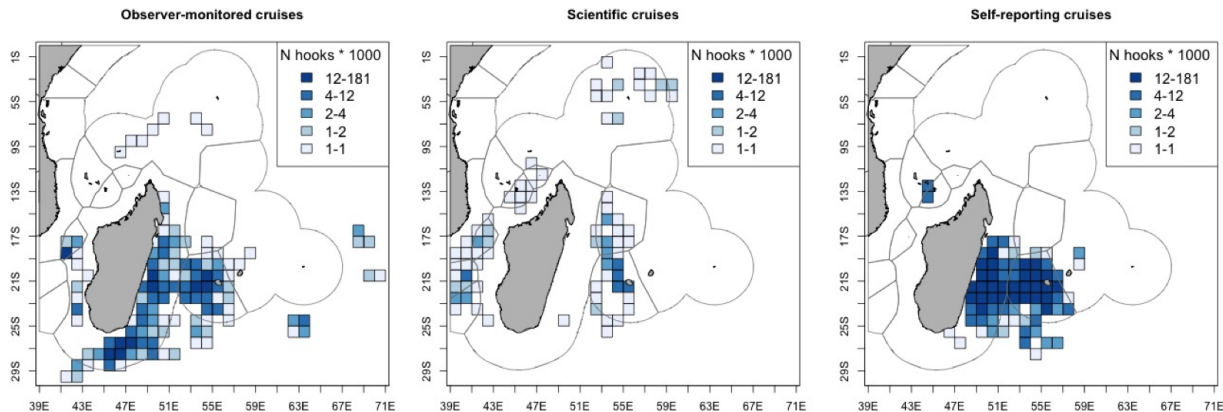 Observer-monitored cruises
N hooks * 1000
12-181
4-12
2-4
1-2
1-1
1S
5S
9S
13S
17S
21S
25S
29S
39E 43E 47E 51E 55E 59E 63E 67E 71E
Scientific cruises
N hooks * 1000
12-181
4-12
2-4
1-2
1-1
1S
5S
9S
13S
17S
21S
25S
29S
39E 43E 47E 51E 55E 59E 63E 67E 71E
Self-reporting cruises
N hooks * 1000
12-181
4-12
2-4
1-2
1-1
1S
5S
9S
13S
17S
21S
25S
29S
39E 43E 47E 51E 55E 59E 63E 67E 71E